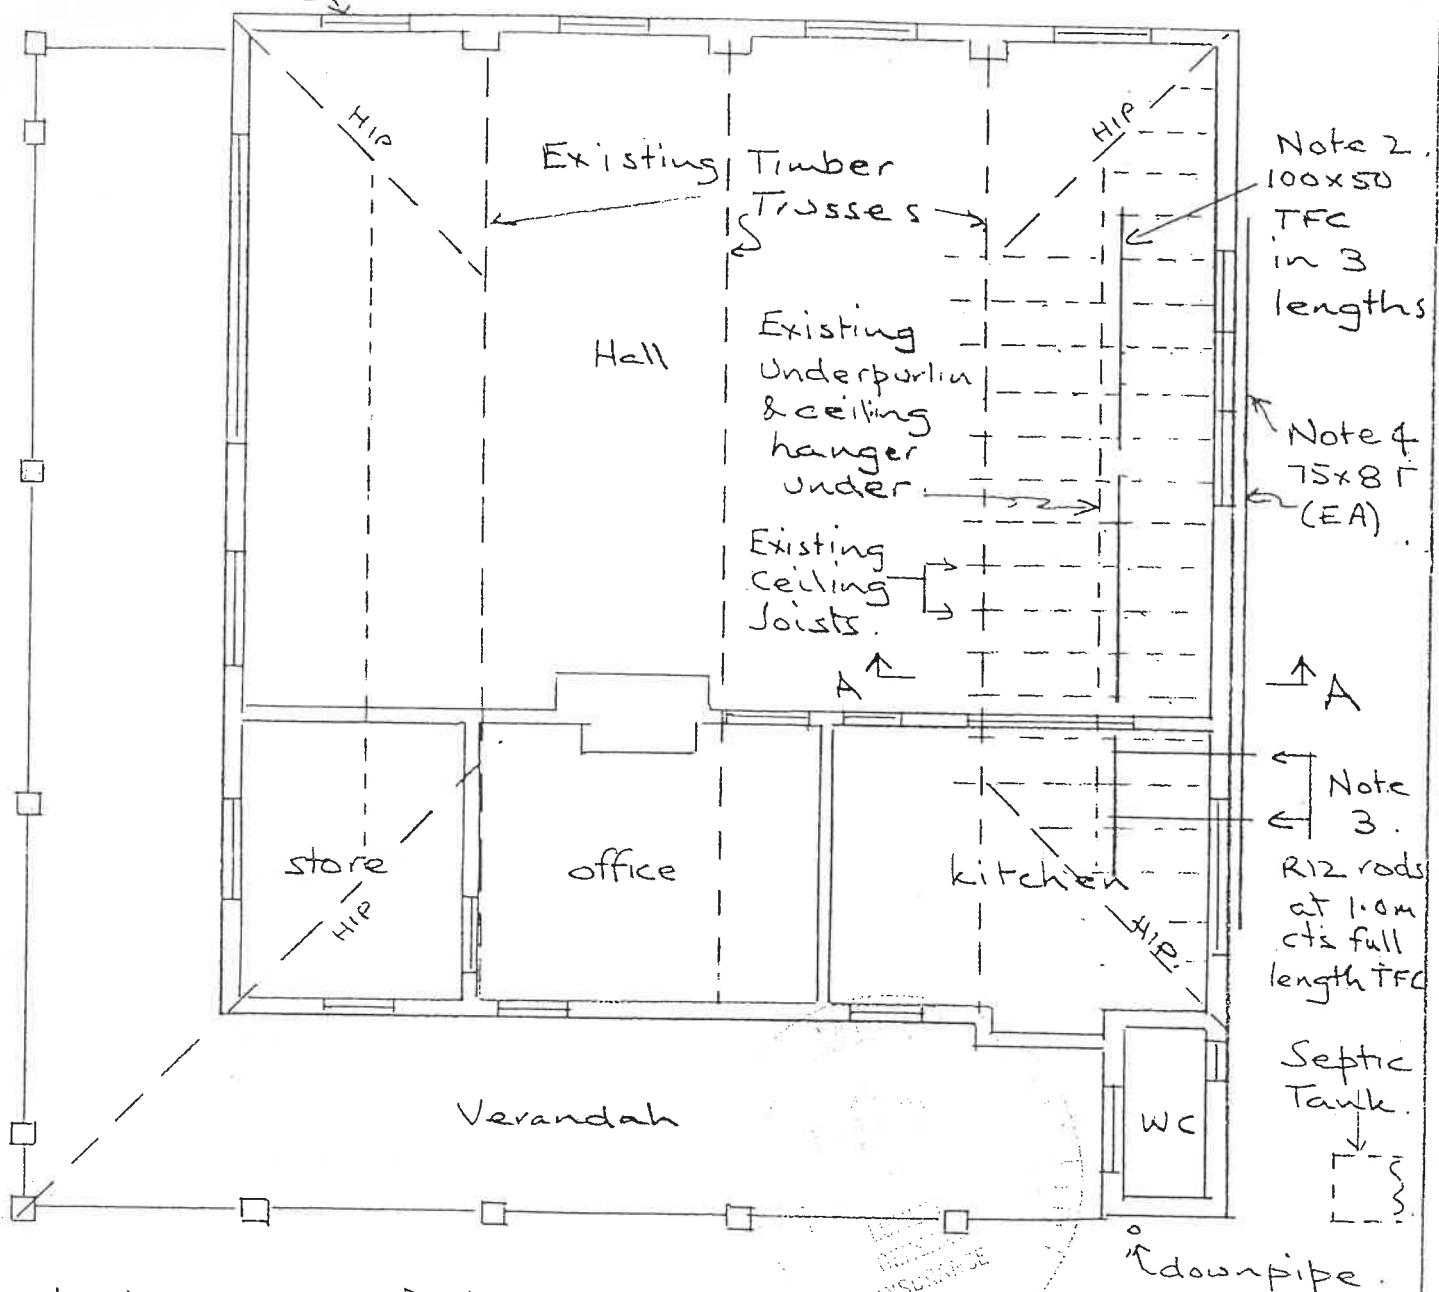 HIP
HIP
Existing Timber
Trusses
Note 2.
100x50
TFC
in 3
lengths
Hall
Existing
Underpurlin
& ceiling
hanger
under.
Note 4
75x8 Γ
(EA)
Existing
Ceiling
Joists.
A
A
Note
3.
R12 rods
at 1.0m
cts full
length TFC
store
office
kitchen
HIP
HIP.
Septic
Tank.
Verandah
WC
downpipe.